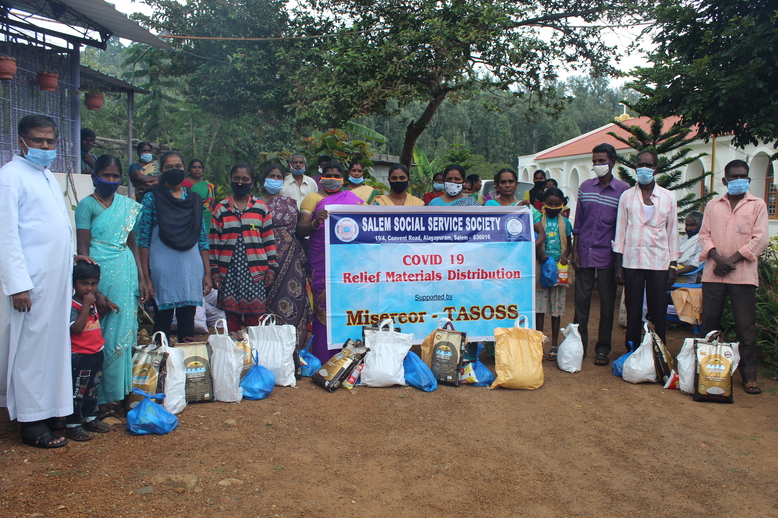 SALEM SOCIAL SERVICE SOCIETY
15/4, Convent Road, Alagapuram, Salem - 636016
COVID 19
Relief Materials Distribution
Supported by
Misereor - TASOSS